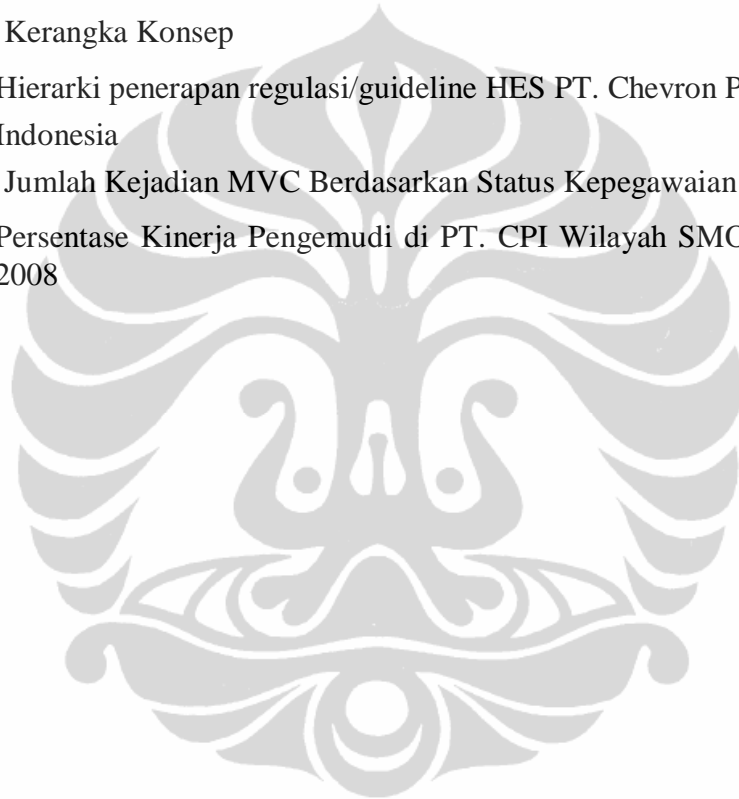 Kerangka Konsep
Hierarki penerapan regulasi/guideline HES PT. Chevron P
Indonesia
Jumlah Kejadian MVC Berdasarkan Status Kepegawaian
Persentase Kinerja Pengemudi di PT. CPI Wilayah SMO
2008